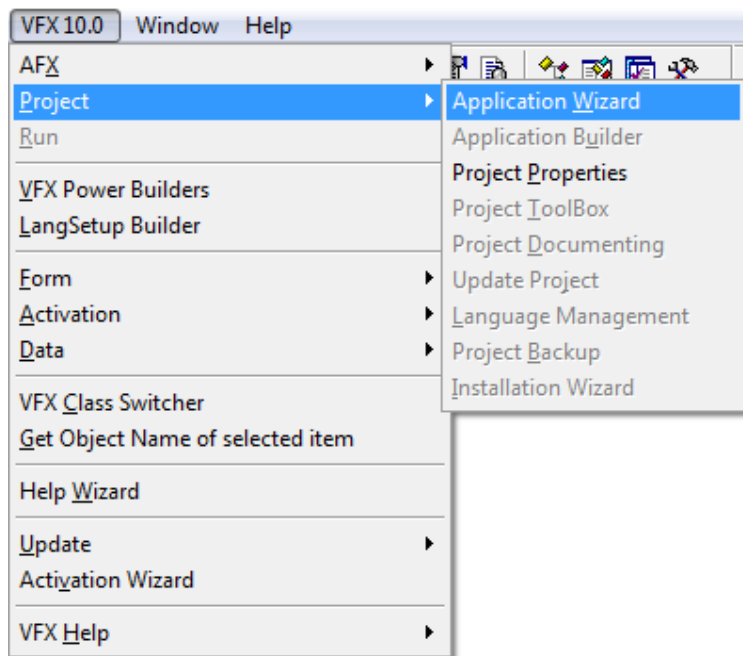 VFX 10.0 Window Help
AFX
Project
Run
VFX Power Builders
LangSetup Builder
Form
Activation
Data
VFX Class Switcher
Get Object Name of selected item
Help Wizard
Update
Activation Wizard
VFX Help
Application Wizard
Application Builder
Project Properties
Project ToolBox
Project Documenting
Update Project
Language Management
Project Backup
Installation Wizard